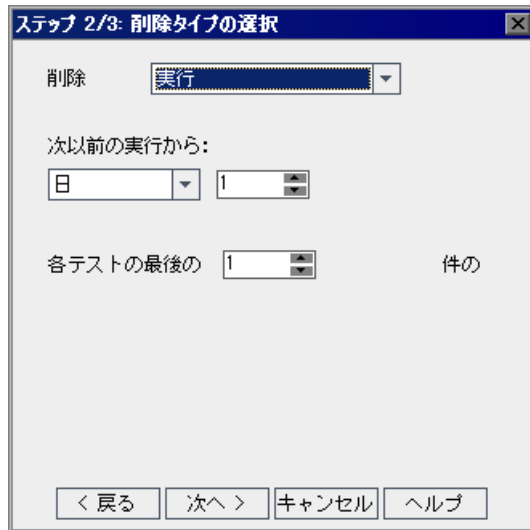 ステップ 2/3: 削除タイプの選択
削除 実行
次以前の実行から:
日 1
各テストの最後の 1 件の
< 戻る 次へ > キャンセル ヘルプ